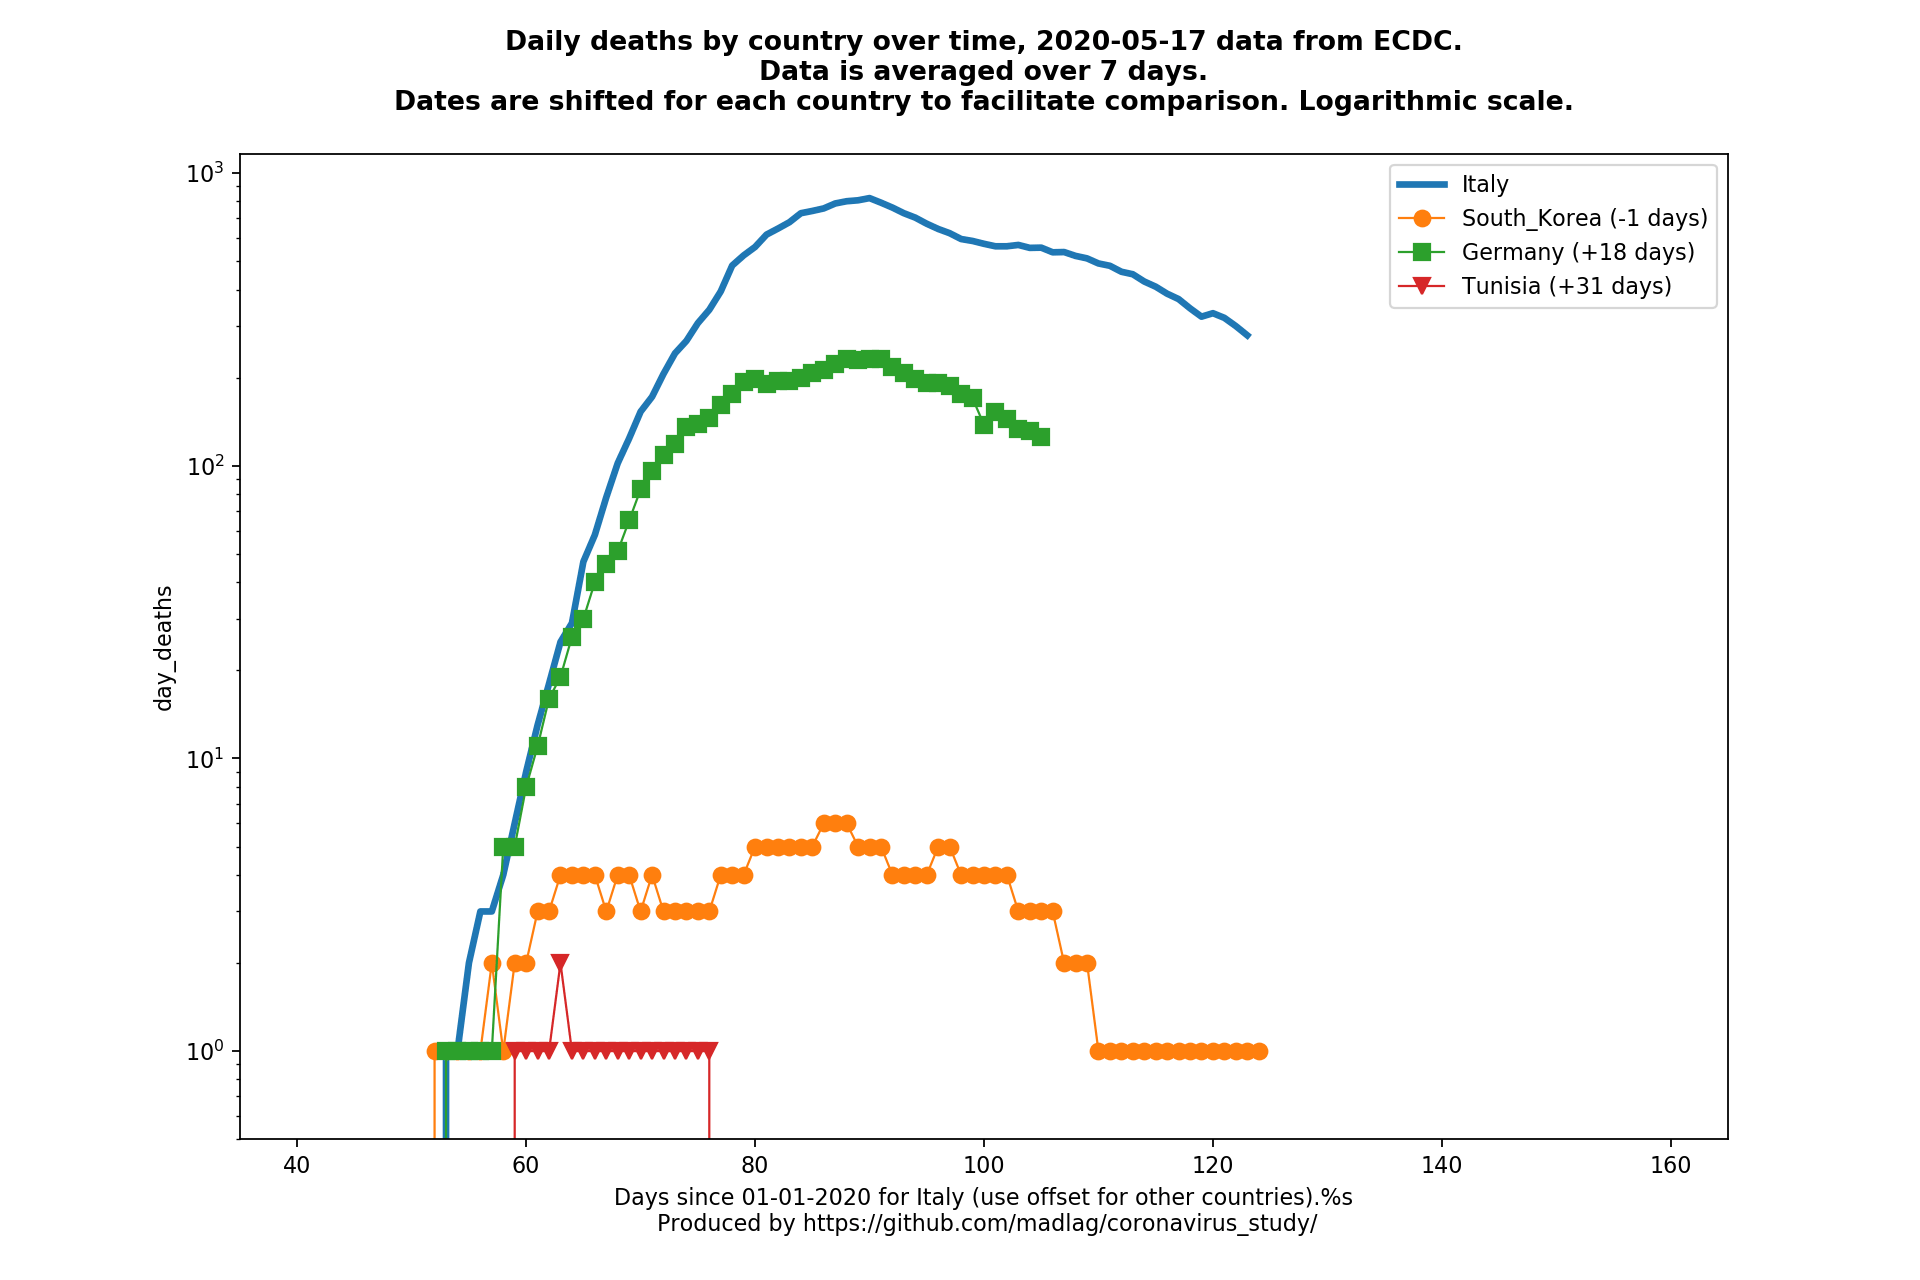 Daily deaths by country over time, 2020-05-17 data from ECDC.
Data is averaged over 7 days.
Dates are shifted for each country to facilitate comparison. Logarithmic scale.
10³
10²
10¹
10⁰
day_deaths
Italy
South_Korea (-1 days)
Germany (+18 days)
Tunisia (+31 days)
40 60 80 100 120 140 160
Days since 01-01-2020 for Italy (use offset for other countries).%s
Produced by https://github.com/madlag/coronavirus_study/